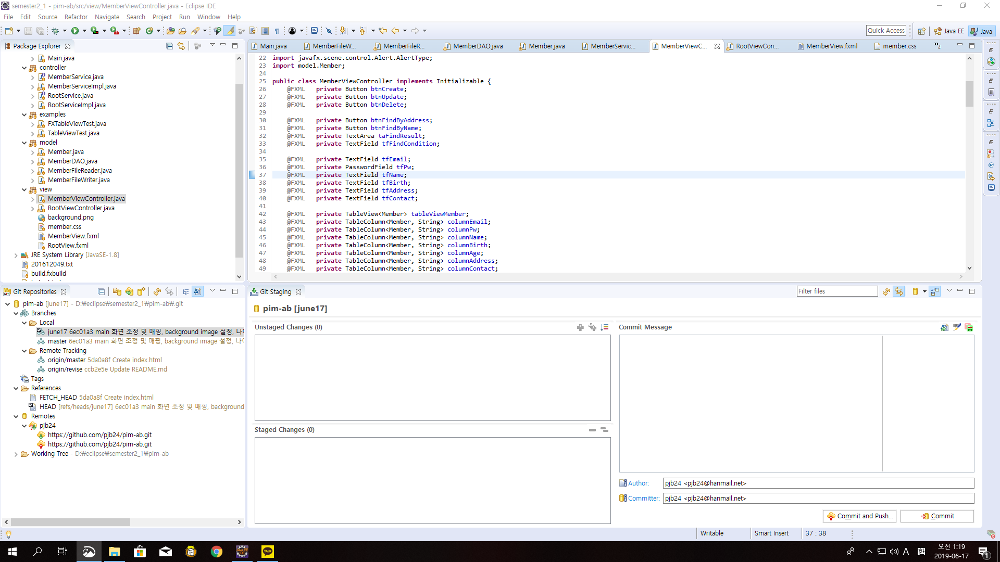 semester2_1 - pim-ab/src/view/MemberViewController.java - Eclipse IDE
File Edit Source Refactor Navigate Search Project Run Window Help
Quick Access
Java EE
Java
Package Explorer
Main.java
controller
MemberService.java
MemberServiceImpl.java
RootService.java
RootServiceImpl.java
examples
FXTableViewTest.java
TableViewTest.java
model
Member.java
MemberDAO.java
MemberFileReader.java
MemberFileWriter.java
view
MemberViewController.java
RootViewController.java
background.png
member.css
MemberView.fxml
RootView.fxml
JRE System Library [JavaSE-1.8]
201612049.txt
build.fxbuild
Main.java MemberFileW... MemberFileR... MemberDAO.java Member.java MemberServic... MemberViewC... RootViewCon... MemberView.fxml member.css »4
22 import javafx.scene.control.Alert.AlertType;
23 import model.Member;
24
25 public class MemberViewController implements Initializable {
26 @FXML private Button btnCreate;
27 @FXML private Button btnUpdate;
28 @FXML private Button btnDelete;
29
30 @FXML private Button btnFindByAddress;
31 @FXML private Button btnFindByName;
32 @FXML private TextArea taFindResult;
33 @FXML private TextField tfFindCondition;
34
35 @FXML private TextField tfEmail;
36 @FXML private PasswordField tfPw;
37 @FXML private TextField tfName;
38 @FXML private TextField tfBirth;
39 @FXML private TextField tfAddress;
40 @FXML private TextField tfContact;
41
42 @FXML private TableView<Member> tableViewMember;
43 @FXML private TableColumn<Member, String> columnEmail;
44 @FXML private TableColumn<Member, String> columnPw;
45 @FXML private TableColumn<Member, String> columnName;
46 @FXML private TableColumn<Member, String> columnBirth;
47 @FXML private TableColumn<Member, String> columnAge;
48 @FXML private TableColumn<Member, String> columnAddress;
49 @FXML private TableColumn<Member, String> columnContact;
Git Repositories
pim-ab [june17] - D:₩eclipse₩semester2_1₩pim-ab₩.git
Branches
Local
june17 6ec01a3 main 화면 조정 및 매핑, background image 설정, 나
master 6ec01a3 main 화면 조정 및 매핑, background image 설정, 나
Remote Tracking
origin/master 5da0a8f Create index.html
origin/revise ccb2e5e Update README.md
Tags
References
FETCH_HEAD 5da0a8f Create index.html
HEAD [refs/heads/june17] 6ec01a3 main 화면 조정 및 매핑, background
Remotes
pjb24
https://github.com/pjb24/pim-ab.git
https://github.com/pjb24/pim-ab.git
Working Tree - D:₩eclipse₩semester2_1₩pim-ab
Git Staging
Filter files
pim-ab [june17]
Unstaged Changes (0)
Staged Changes (0)
Commit Message
Author: pjb24 <pjb24@hanmail.net>
Committer: pjb24 <pjb24@hanmail.net>
Commit and Push...
Commit
Writable
Smart Insert
37 : 38
TALK
A
한
오전 1:19
2019-06-17
1